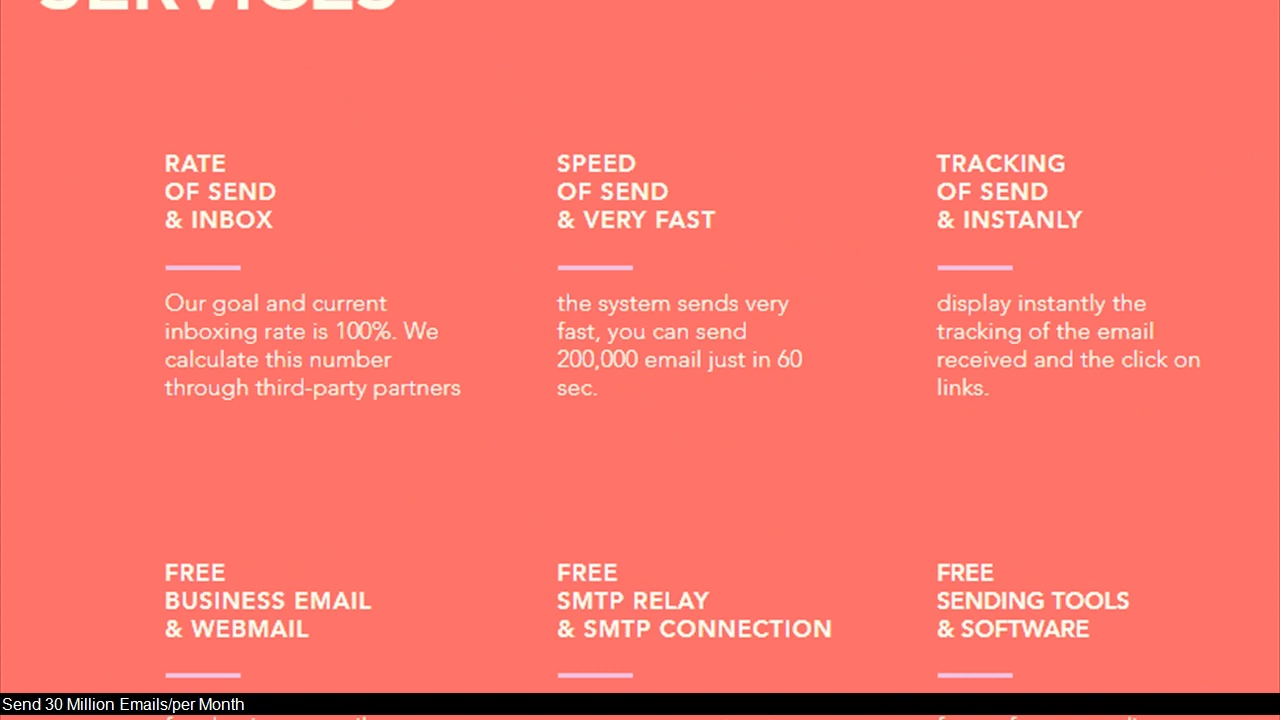 SERVICES
RATE
OF SEND
& INBOX
Our goal and current
inboxing rate is 100%. We
calculate this number
through third-party partners
SPEED
OF SEND
& VERY FAST
the system sends very
fast, you can send
200,000 email just in 60
sec.
TRACKING
OF SEND
& INSTANLY
display instantly the
tracking of the email
received and the click on
links.
FREE
BUSINESS EMAIL
& WEBMAIL
FREE
SMTP RELAY
& SMTP CONNECTION
FREE
SENDING TOOLS
& SOFTWARE
Send 30 Million Emails/per Month